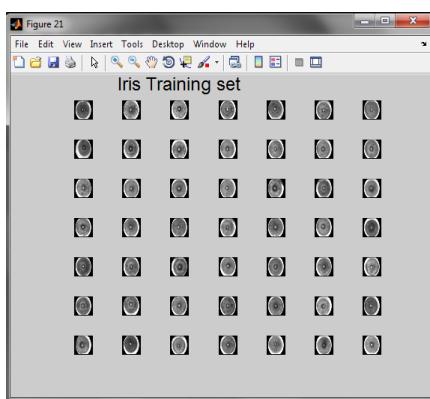 Figure 21
File Edit View Insert Tools Desktop Window Help
Iris Training set